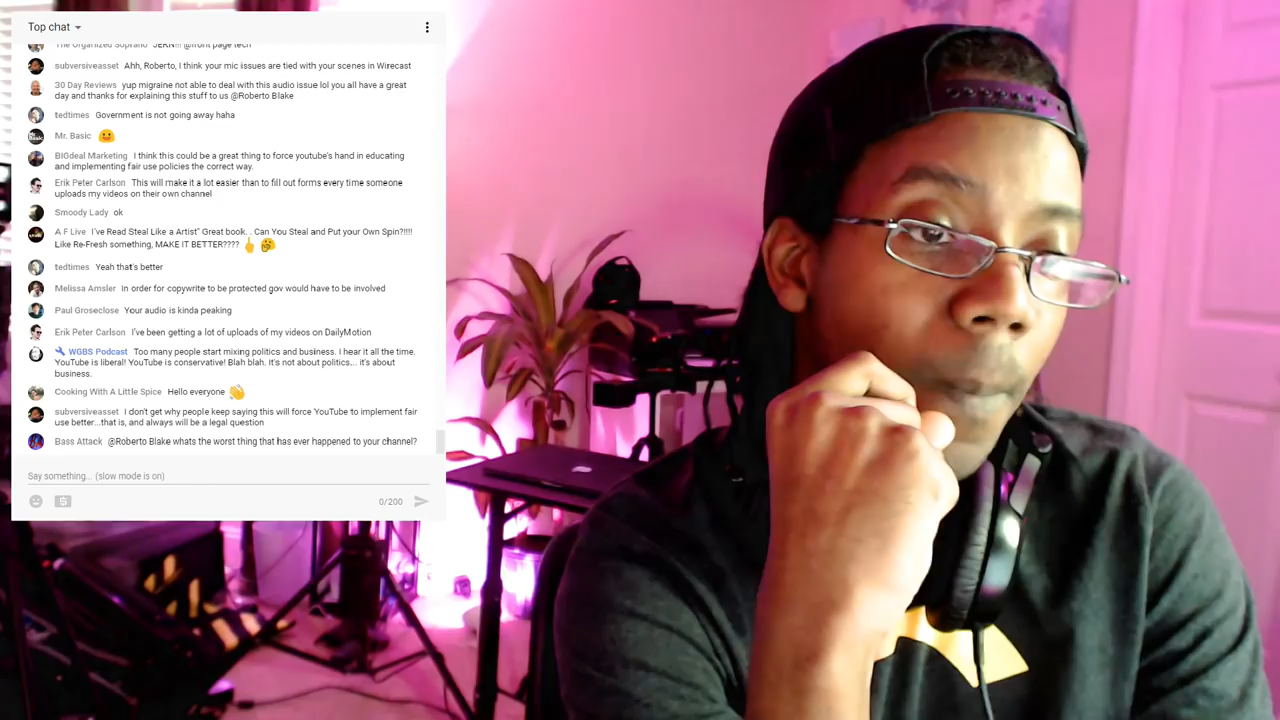 Top chat
The Organized Soprano JERK!!! @front page tech
subversiveasset Ahh, Roberto, I think your mic issues are tied with your scenes in Wirecast
30 Day Reviews yup migraine not able to deal with this audio issue lol you all have a great
day and thanks for explaining this stuff to us @Roberto Blake
tedtimes Government is not going away haha
Mr. Basic
BIGdeal Marketing I think this could be a great thing to force youtube's hand in educating
and implementing fair use policies the correct way.
Erik Peter Carlson This will make it a lot easier than to fill out forms every time someone
uploads my videos on their own channel
Smoody Lady ok
A F Live I've Read Steal Like a Artist" Great book. . Can You Steal and Put your Own Spin?!!!!
Like Re-Fresh something, MAKE IT BETTER????
tedtimes Yeah that's better
Melissa Amsler In order for copywrite to be protected gov would have to be involved
Paul Groseclose Your audio is kinda peaking
Erik Peter Carlson I've been getting a lot of uploads of my videos on DailyMotion
WGBS Podcast Too many people start mixing politics and business. I hear it all the time.
YouTube is liberal! YouTube is conservative! Blah blah. It's not about politics... it's about
business.
Cooking With A Little Spice Hello everyone
subversiveasset I don't get why people keep saying this will force YouTube to implement fair
use better...that is, and always will be a legal question
Bass Attack @Roberto Blake whats the worst thing that has ever happened to your channel?
Say something... (slow mode is on)
0/200